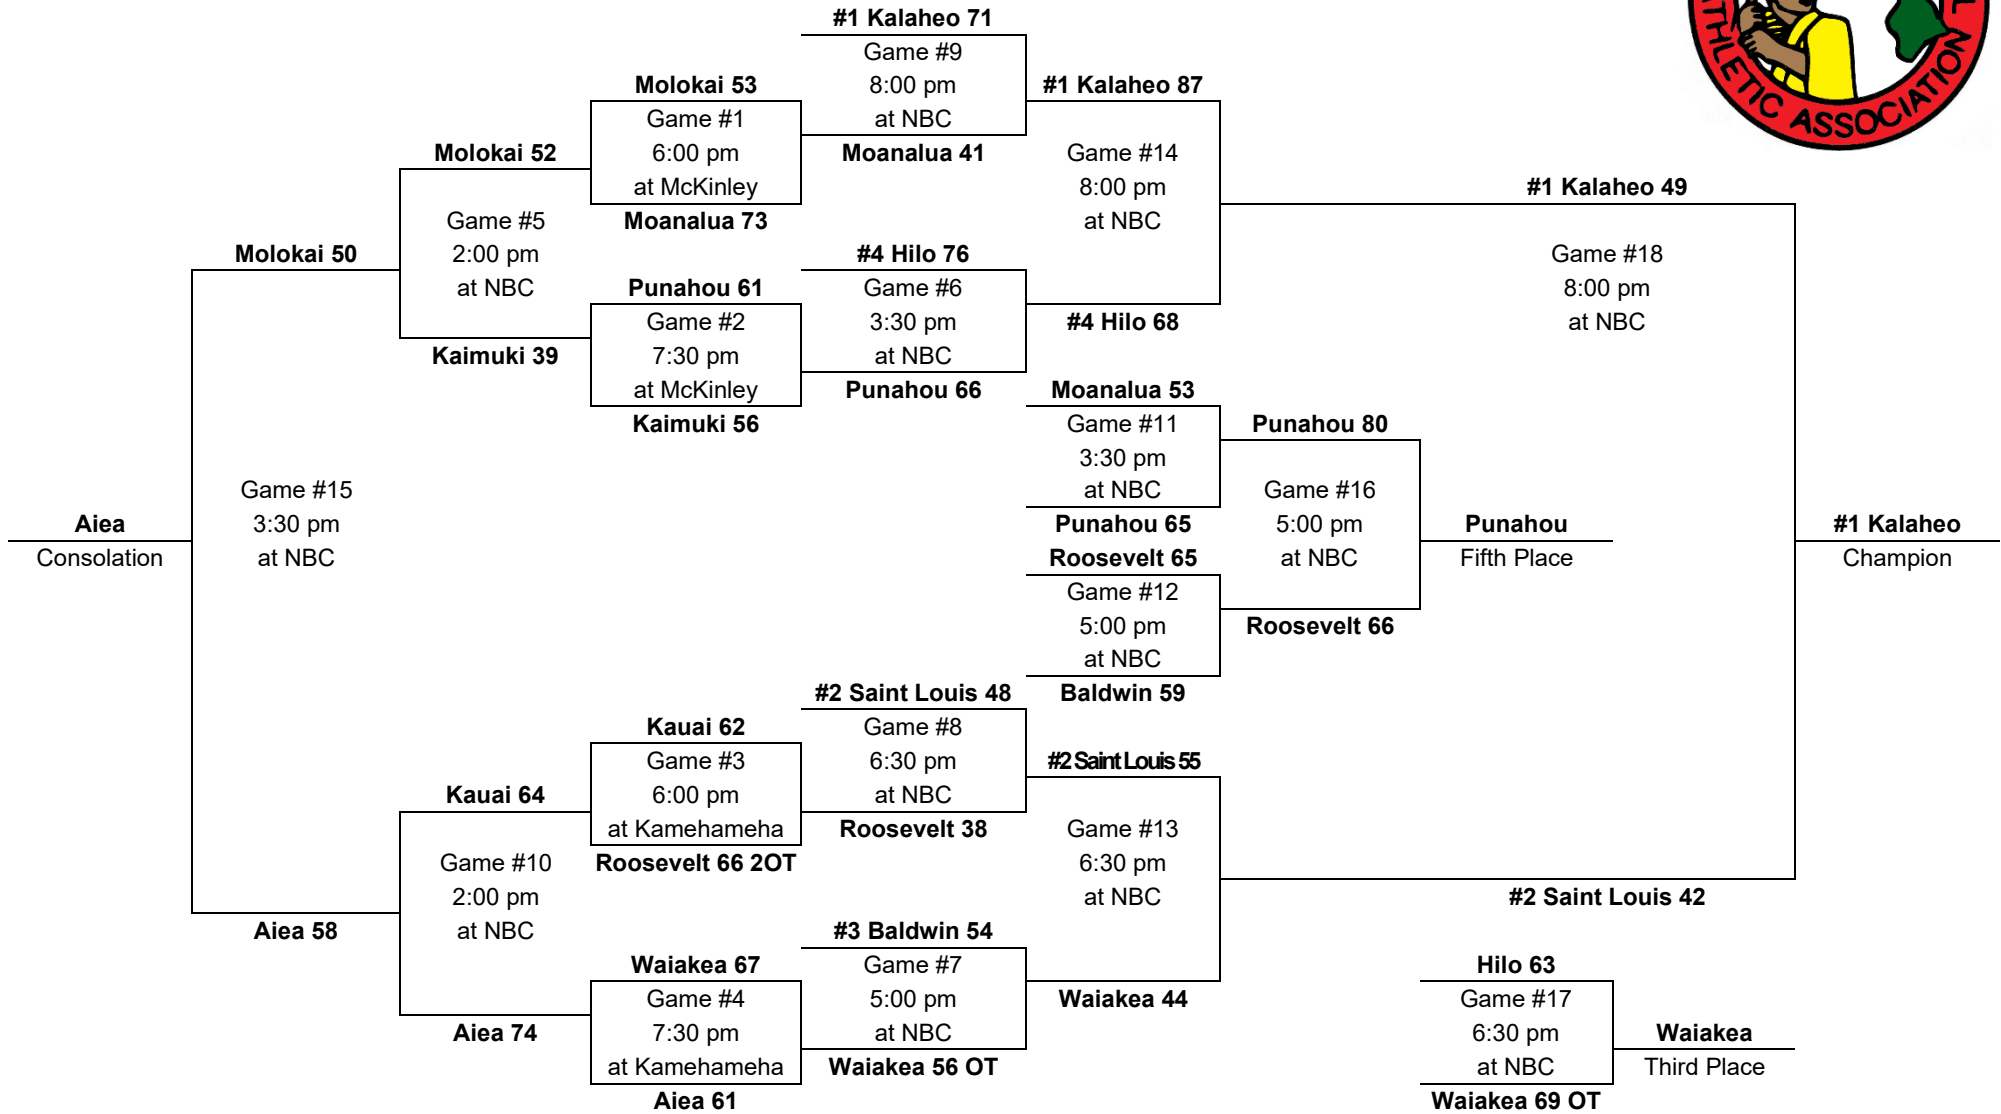 #1 Kalaheo 71
Game #9
8:00 pm
at NBC
Moanalua 41
Molokai 53
Game #1
6:00 pm
at McKinley
Moanalua 73
#1 Kalaheo 87
Game #14
8:00 pm
at NBC
#4 Hilo 68
Molokai 52
Game #5
2:00 pm
at NBC
Kaimuki 39
#1 Kalaheo 49
Game #18
8:00 pm
at NBC
#2 Saint Louis 42
Molokai 50
Game #15
3:30 pm
at NBC
Aiea 58
Punahou 61
Game #2
7:30 pm
at McKinley
Kaimuki 56
#4 Hilo 76
Game #6
3:30 pm
at NBC
Punahou 66
Moanalua 53
Game #11
3:30 pm
at NBC
Punahou 65
Punahou 80
Game #16
5:00 pm
at NBC
Roosevelt 66
Roosevelt 65
Game #12
5:00 pm
at NBC
Baldwin 59
Aiea
Consolation
Punahou
Fifth Place
#1 Kalaheo
Champion
Kauai 62
Game #3
6:00 pm
at Kamehameha
Roosevelt 66 2OT
#2 Saint Louis 48
Game #8
6:30 pm
at NBC
Roosevelt 38
#2 Saint Louis 55
Game #13
6:30 pm
at NBC
Waiakea 44
Kauai 64
Game #10
2:00 pm
at NBC
Aiea 74
Waiakea 67
Game #4
7:30 pm
at Kamehameha
Aiea 61
#3 Baldwin 54
Game #7
5:00 pm
at NBC
Waiakea 56 OT
Hilo 63
Game #17
6:30 pm
at NBC
Waiakea 69 OT
Waiakea
Third Place
ATHLETIC ASSOCIATION